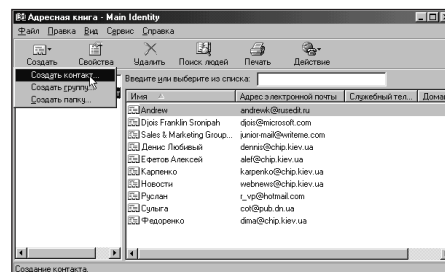 Адресная книга - Main Identity
Файл Правка Вид Сервис Справка
Создать Свойства Удалить Поиск людей Печать Действие
Создать контакт...
Создать группу...
Создать папку...
Введите или выберите из списка:
Имя Адрес электронной почты Служебный тел... Дома
Andrew andrewk@rusedit.ru
Djois Franklin Sronipah djois@microsoft.com
Sales & Marketing Group... junior-mail@writeme.com
Денис Любивый dennis@chip.kiev.ua
Ефетов Алексей alef@chip.kiev.ua
Карпенко karpenko@chip.kiev.ua
Новости webnews@chip.kiev.ua
Руслан r_vp@hotmail.com
Сулыга cot@pub.dn.ua
Федоренко dima@chip.kiev.ua
Создание контакта.